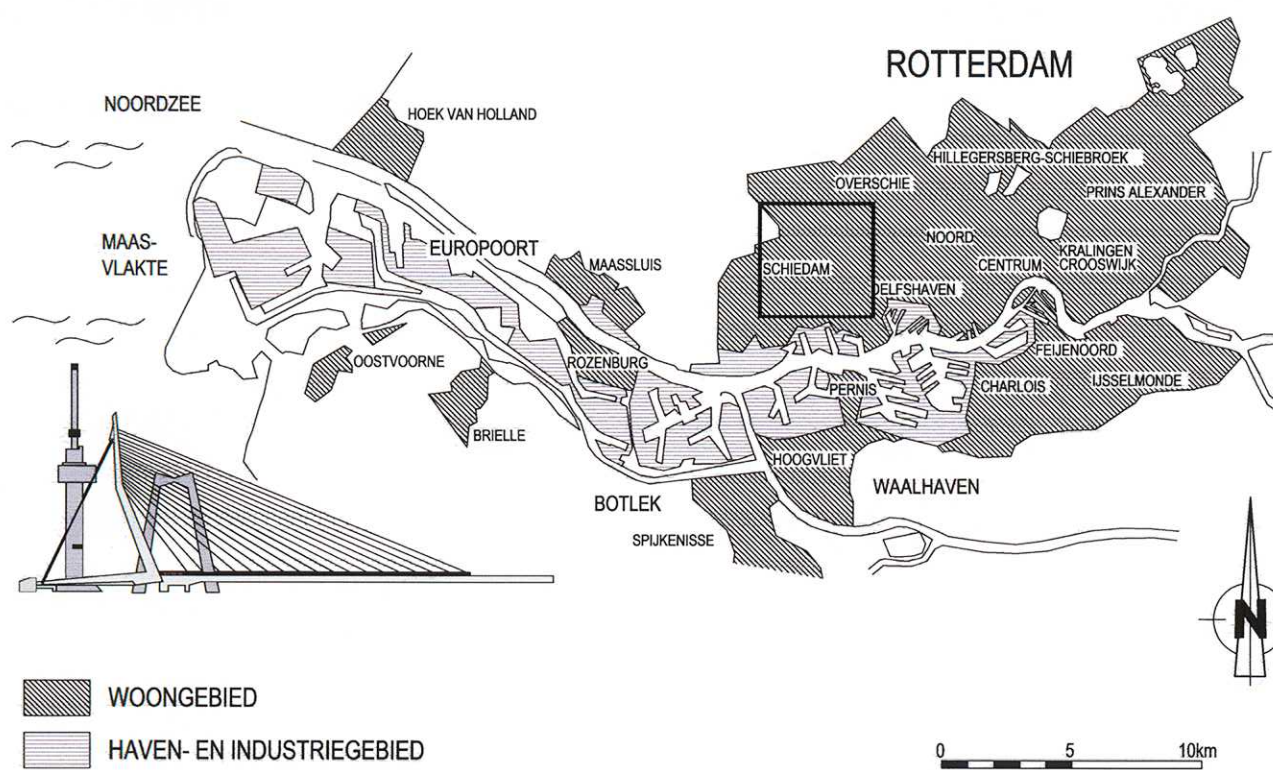 ROTTERDAM
NOORDZEE
HOEK VAN HOLLAND
HILLEGERSBERG-SCHIEBROEK
OVERSCHIE
PRINS ALEXANDER
MAAS-
VLAKTE
EUROPOORT
NOORD
KRALINGEN
CROOSWIJK
MAASSLUIS
SCHIEDAM
CENTRUM
DELFSHAVEN
OOSTVOORNE
ROZENBURG
FEIJENOORD
PERNIS
CHARLOIS
IJSSELMONDE
BRIELLE
HOOGVLIET
WAALHAVEN
BOTLEK
SPIJKENISSE
N
WOONGEBIED
HAVEN- EN INDUSTRIEGEBIED
0 5 10km